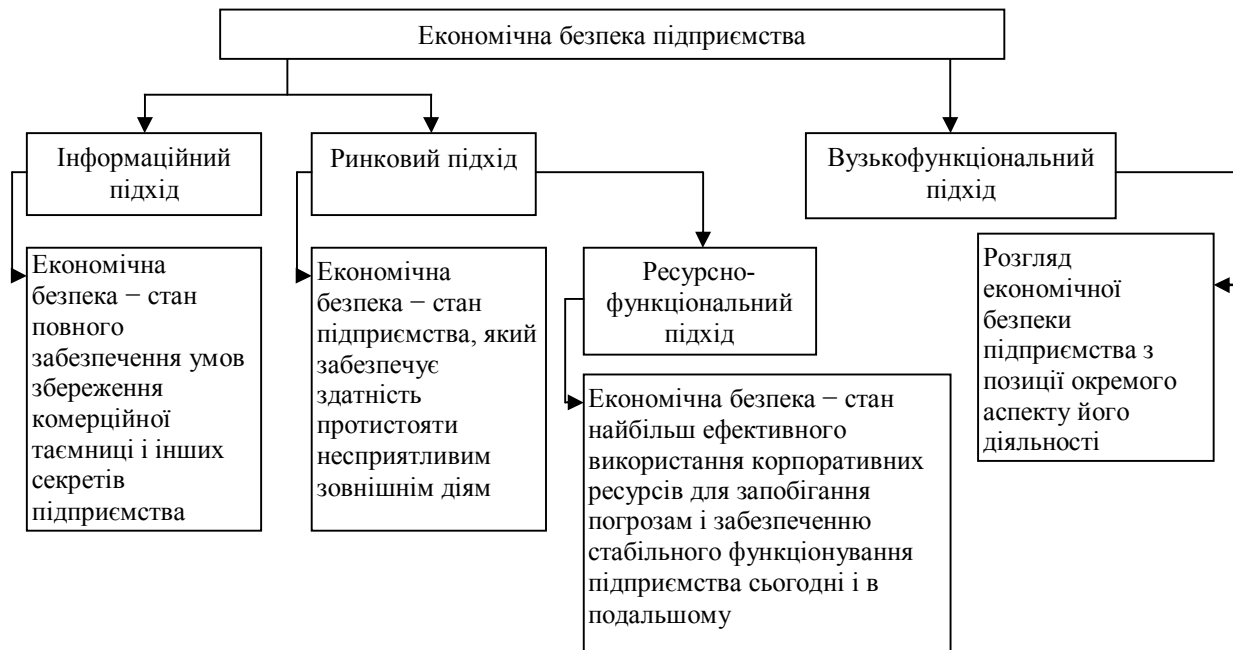 Економічна безпека підприємства
Інформаційний
підхід
Ринковий підхід
Вузькофункціональний
підхід
Економічна
безпека − стан
повного
забезпечення умов
збереження
комерційної
таємниці і інших
секретів
підприємства
Економічна
безпека − стан
підприємства, який
забезпечує
здатність
протистояти
несприятливим
зовнішнім діям
Ресурсно-
функціональний
підхід
Економічна безпека − стан
найбільш ефективного
використання корпоративних
ресурсів для запобігання
погрозам і забезпеченню
стабільного функціонування
підприємства сьогодні і в
подальшому
Розгляд
економічної
безпеки
підприємства з
позиції окремого
аспекту його
діяльності